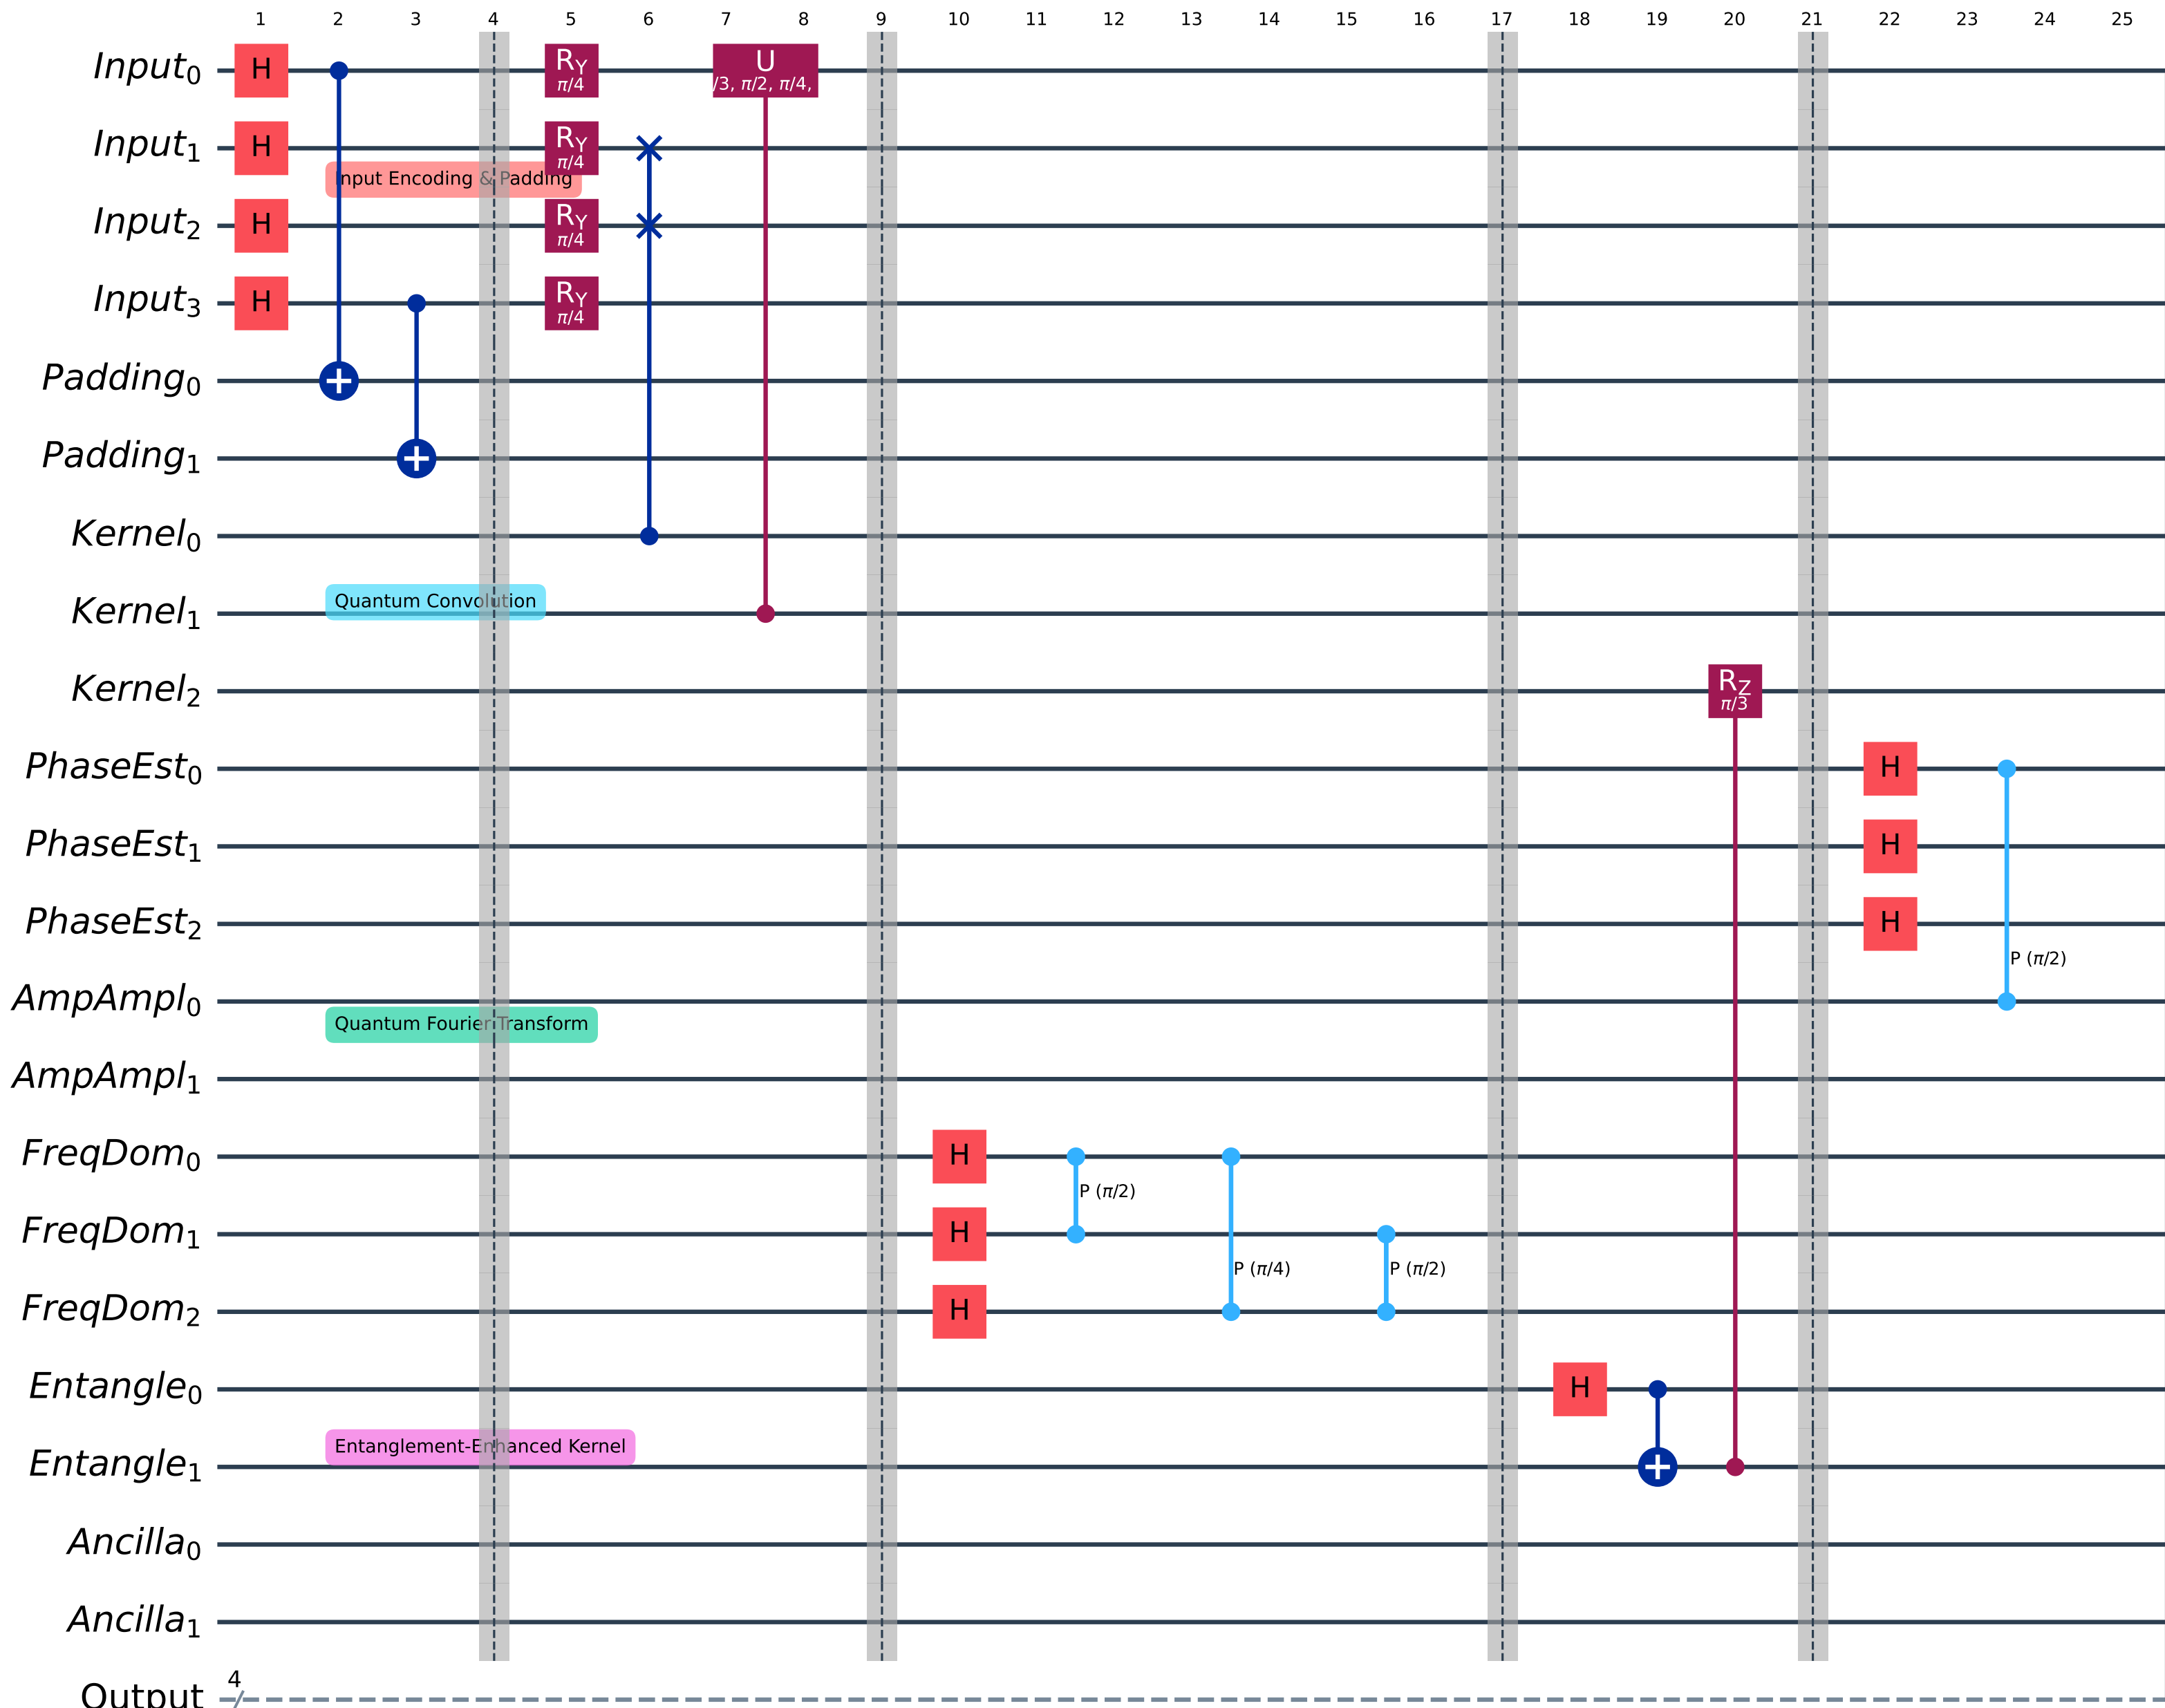 1 2 3 4 5 6 7 8 9 10 11 12 13 14 15 16 17 18 19 20 21 22 23 24 25
Input0 H RY π/4 U /3, π/2, π/4,
Input1 H RY π/4
Input Encoding & Padding
Input2 H RY π/4
Input3 H RY π/4
Padding0
Padding1
Kernel0
Quantum Convolution
Kernel1
Kernel2 RZ π/3
PhaseEst0 H
PhaseEst1 H
PhaseEst2 H
P (π/2)
AmpAmpl0
Quantum Fourier Transform
AmpAmpl1
FreqDom0 H
P (π/2)
FreqDom1 H
P (π/4) P (π/2)
FreqDom2 H
Entangle0 H
Entanglement-Enhanced Kernel
Entangle1
Ancilla0
Ancilla1
4
Output